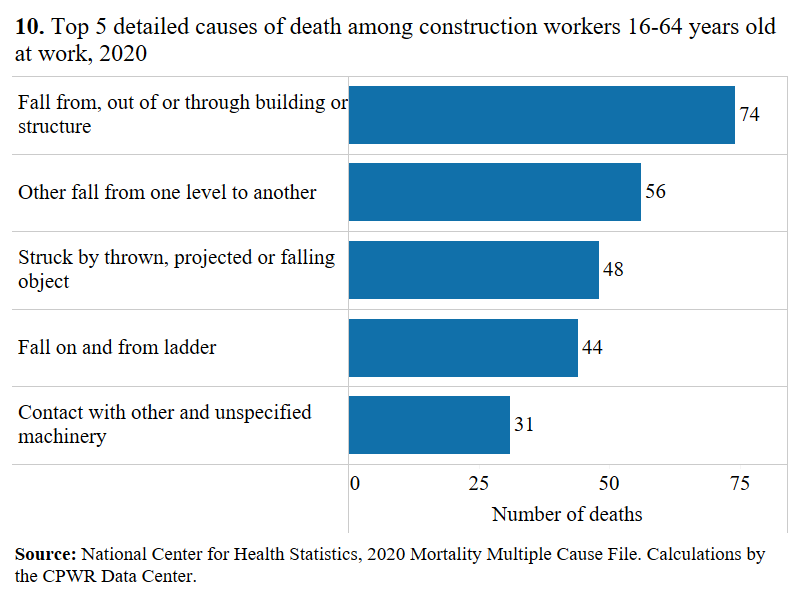 10. Top 5 detailed causes of death among construction workers 16-64 years old
at work, 2020
Fall from, out of or through building or
structure
74
Other fall from one level to another
56
Struck by thrown, projected or falling
object
48
Fall on and from ladder
44
Contact with other and unspecified
machinery
31
0 25 50 75
Number of deaths
Source: National Center for Health Statistics, 2020 Mortality Multiple Cause File. Calculations by
the CPWR Data Center.